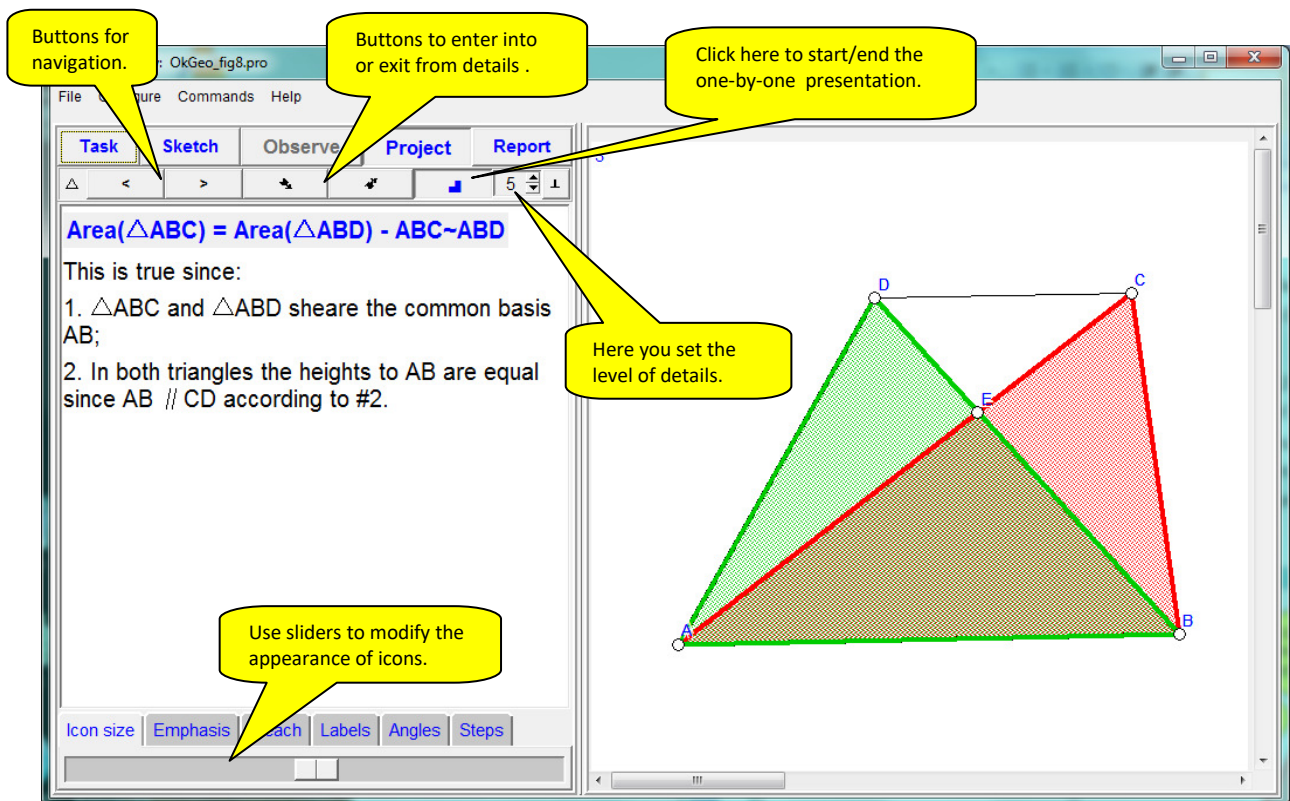 Buttons for
navigation.
Buttons to enter into
or exit from details .
Click here to start/end the
one-by-one presentation.
OkGeo_fig8.pro
File Commands Help
Task Sketch Observe Project Report
< > 5
Area(△ABC) = Area(△ABD) - ABC~ABD
This is true since:
1. △ABC and △ABD sheare the common basis
AB;
2. In both triangles the heights to AB are equal
since AB // CD according to #2.
Here you set the
level of details.
D
C
E
A
B
Use sliders to modify the
appearance of icons.
Icon size Emphasis Labels Angles Steps